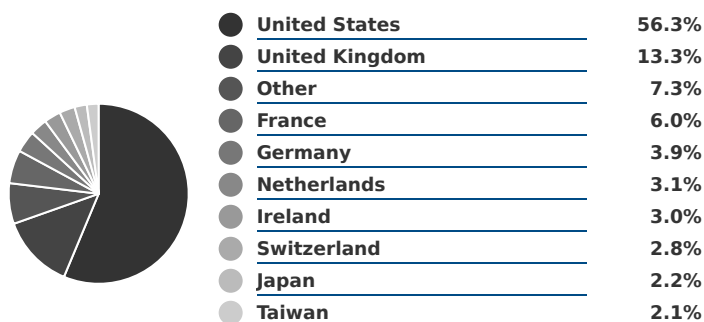 United States 56.3%
United Kingdom 13.3%
Other 7.3%
France 6.0%
Germany 3.9%
Netherlands 3.1%
Ireland 3.0%
Switzerland 2.8%
Japan 2.2%
Taiwan 2.1%